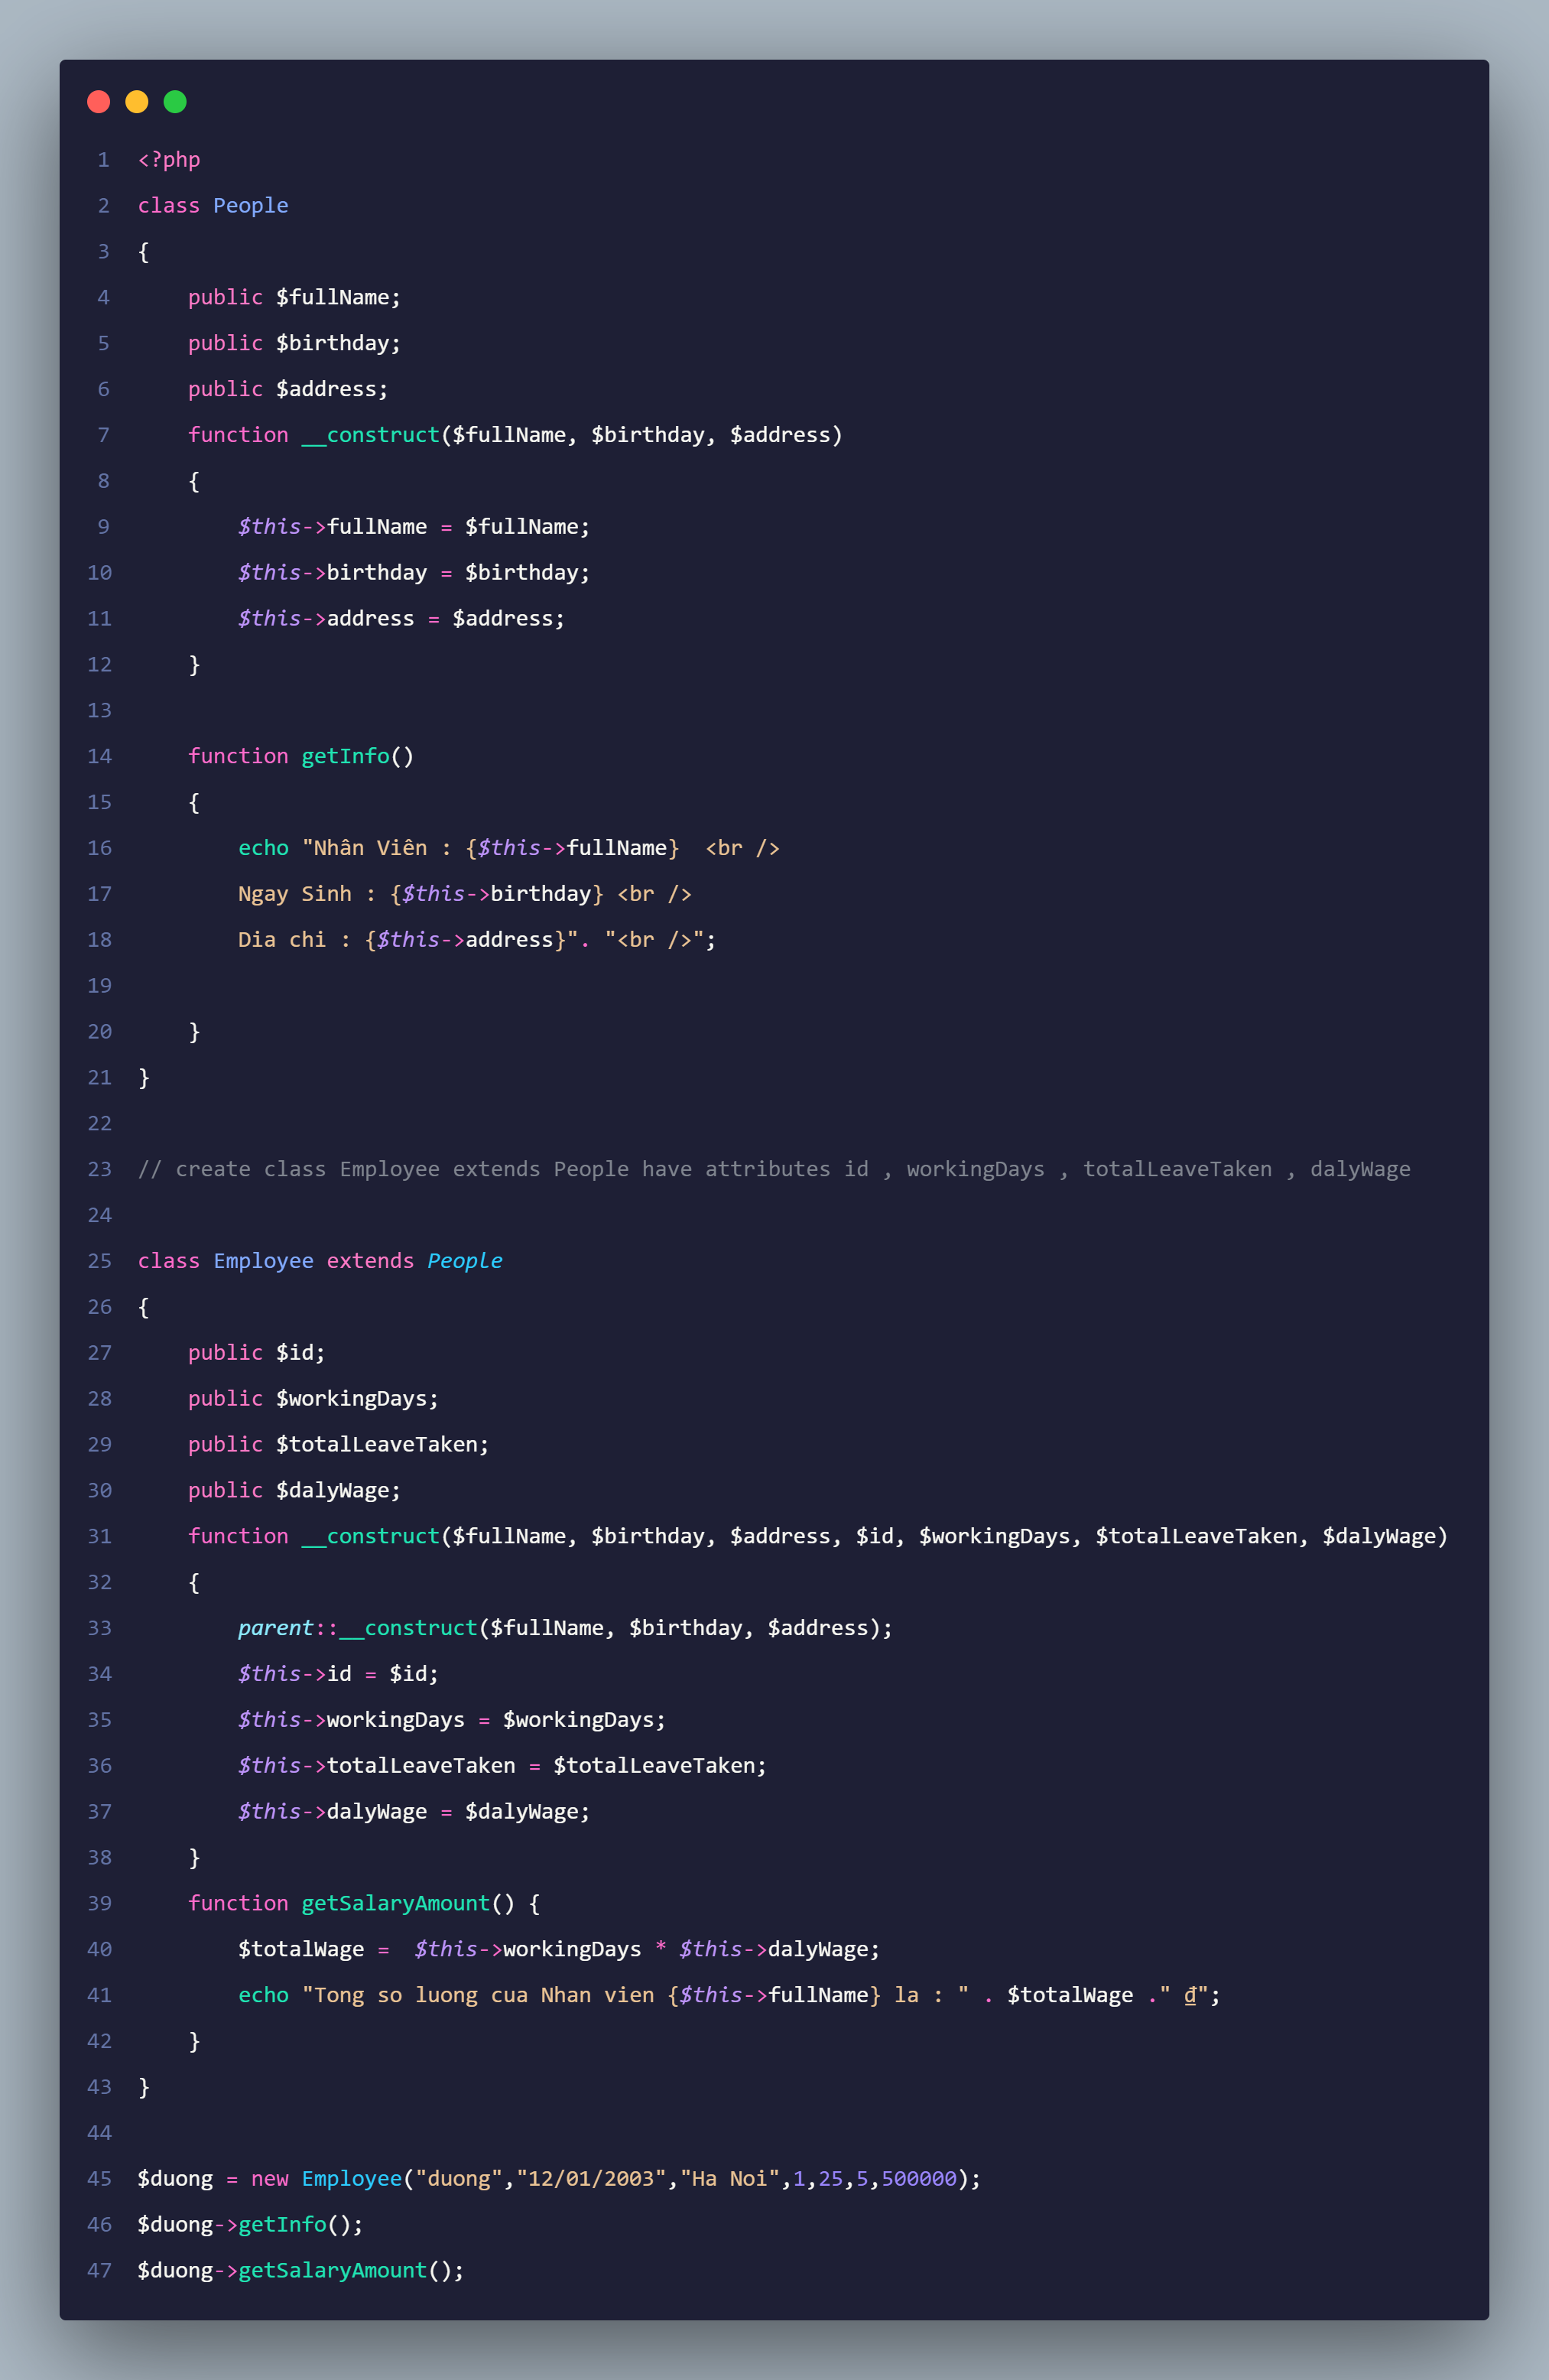 1 <?php
2 class People
3 {
4     public $fullName;
5     public $birthday;
6     public $address;
7     function __construct($fullName, $birthday, $address)
8     {
9         $this->fullName = $fullName;
10         $this->birthday = $birthday;
11         $this->address = $address;
12     }
13
14     function getInfo()
15     {
16         echo "Nhân Viên : {$this->fullName}  <br />
17         Ngay Sinh : {$this->birthday} <br />
18         Dia chi : {$this->address}". "<br />";
19
20     }
21 }
22
23 // create class Employee extends People have attributes id , workingDays , totalLeaveTaken , dalyWage
24
25 class Employee extends People
26 {
27     public $id;
28     public $workingDays;
29     public $totalLeaveTaken;
30     public $dalyWage;
31     function __construct($fullName, $birthday, $address, $id, $workingDays, $totalLeaveTaken, $dalyWage)
32     {
33         parent::__construct($fullName, $birthday, $address);
34         $this->id = $id;
35         $this->workingDays = $workingDays;
36         $this->totalLeaveTaken = $totalLeaveTaken;
37         $this->dalyWage = $dalyWage;
38     }
39     function getSalaryAmount() {
40         $totalWage =  $this->workingDays * $this->dalyWage;
41         echo "Tong so luong cua Nhan vien {$this->fullName} la : " . $totalWage ." ₫";
42     }
43 }
44
45 $duong = new Employee("duong","12/01/2003","Ha Noi",1,25,5,500000);
46 $duong->getInfo();
47 $duong->getSalaryAmount();